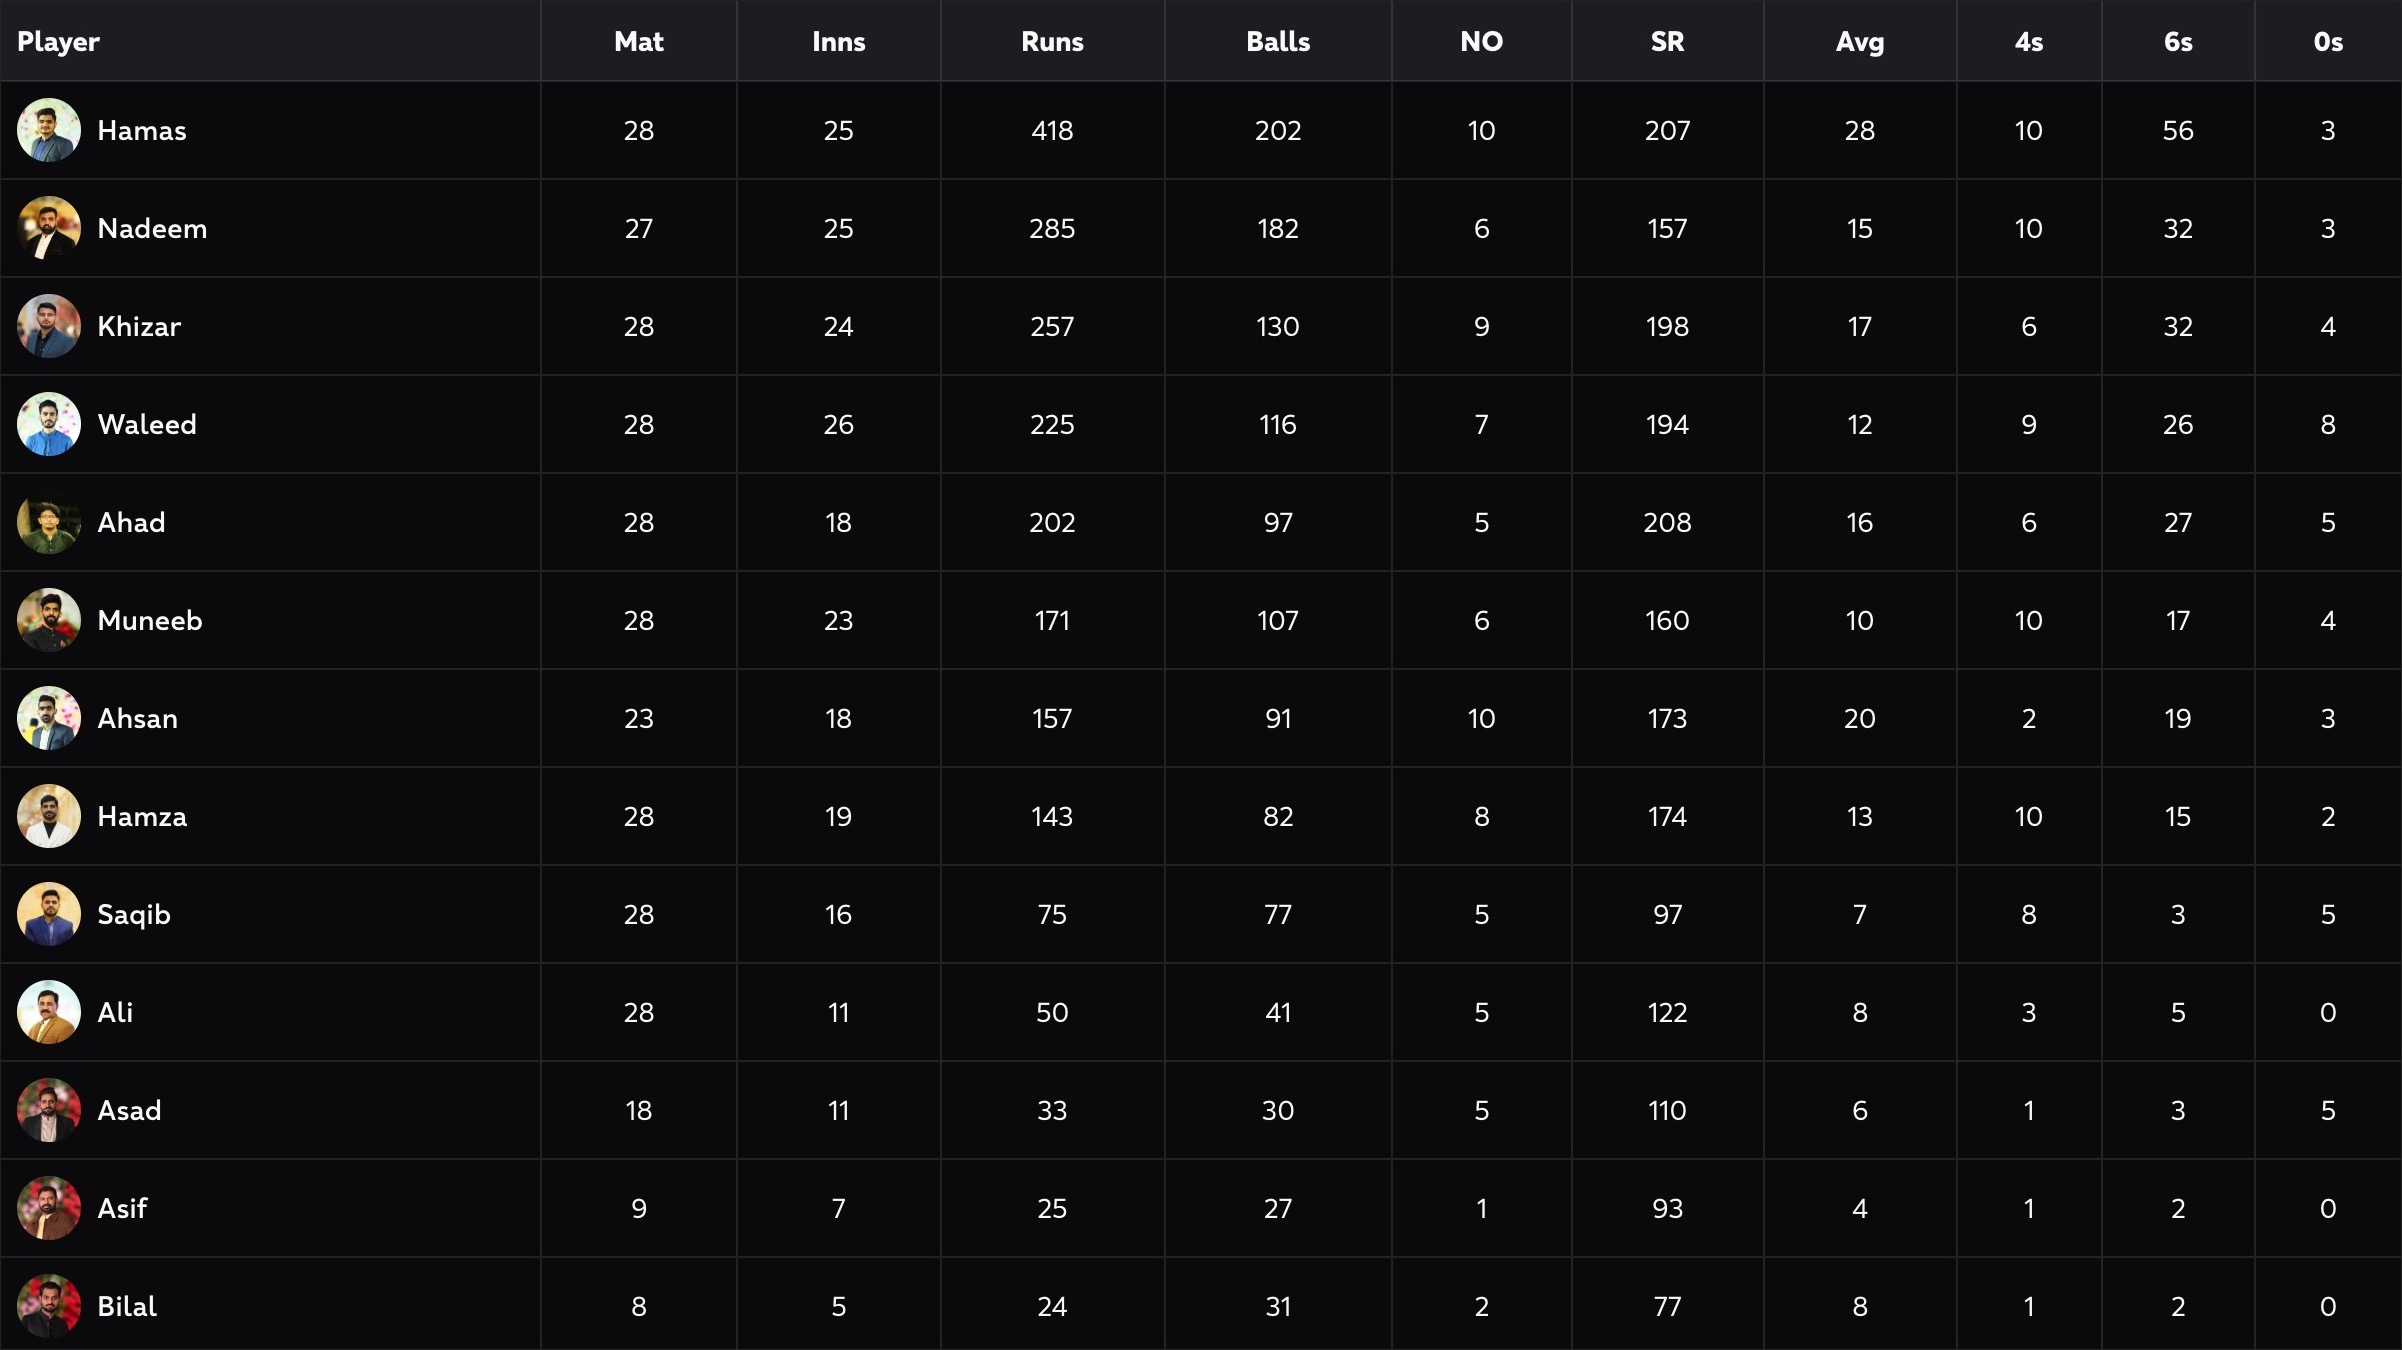 Player Mat Inns Runs Balls NO SR Avg 4s 6s 0s
Hamas 28 25 418 202 10 207 28 10 56 3
Nadeem 27 25 285 182 6 157 15 10 32 3
Khizar 28 24 257 130 9 198 17 6 32 4
Waleed 28 26 225 116 7 194 12 9 26 8
Ahad 28 18 202 97 5 208 16 6 27 5
Muneeb 28 23 171 107 6 160 10 10 17 4
Ahsan 23 18 157 91 10 173 20 2 19 3
Hamza 28 19 143 82 8 174 13 10 15 2
Saqib 28 16 75 77 5 97 7 8 3 5
Ali 28 11 50 41 5 122 8 3 5 0
Asad 18 11 33 30 5 110 6 1 3 5
Asif 9 7 25 27 1 93 4 1 2 0
Bilal 8 5 24 31 2 77 8 1 2 0